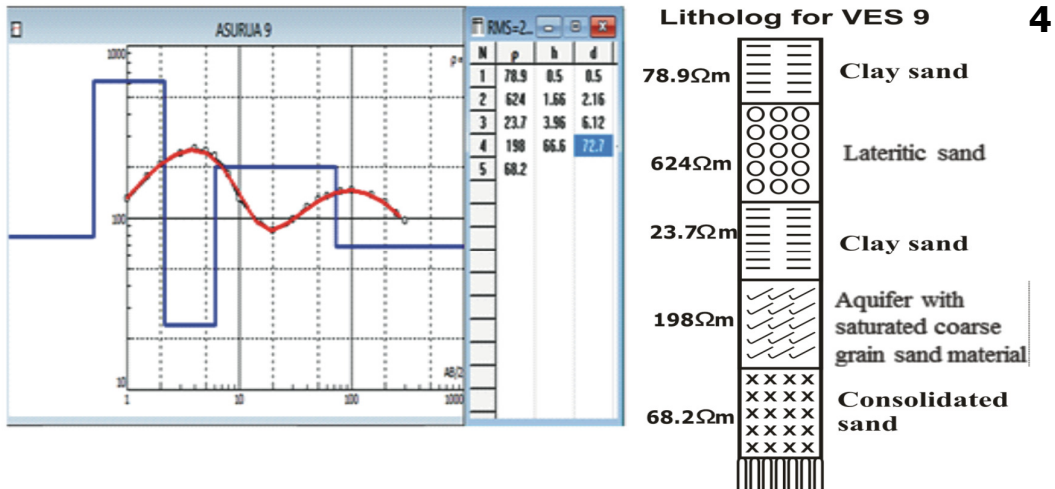 ASURIJA 9
1000
100
10
1
10
100
1000
AB/2
ρ=
RMS=2...
N ρ h d
1 78.9 0.5 0.5
2 624 1.66 2.16
3 23.7 3.96 6.12
4 198 66.6 72.7
5 68.2
Litholog for VES 9
4
78.9Ωm Clay sand
624Ωm Lateritic sand
23.7Ωm Clay sand
198Ωm
Aquifer with
saturated coarse
grain sand material
68.2Ωm
Consolidated
sand